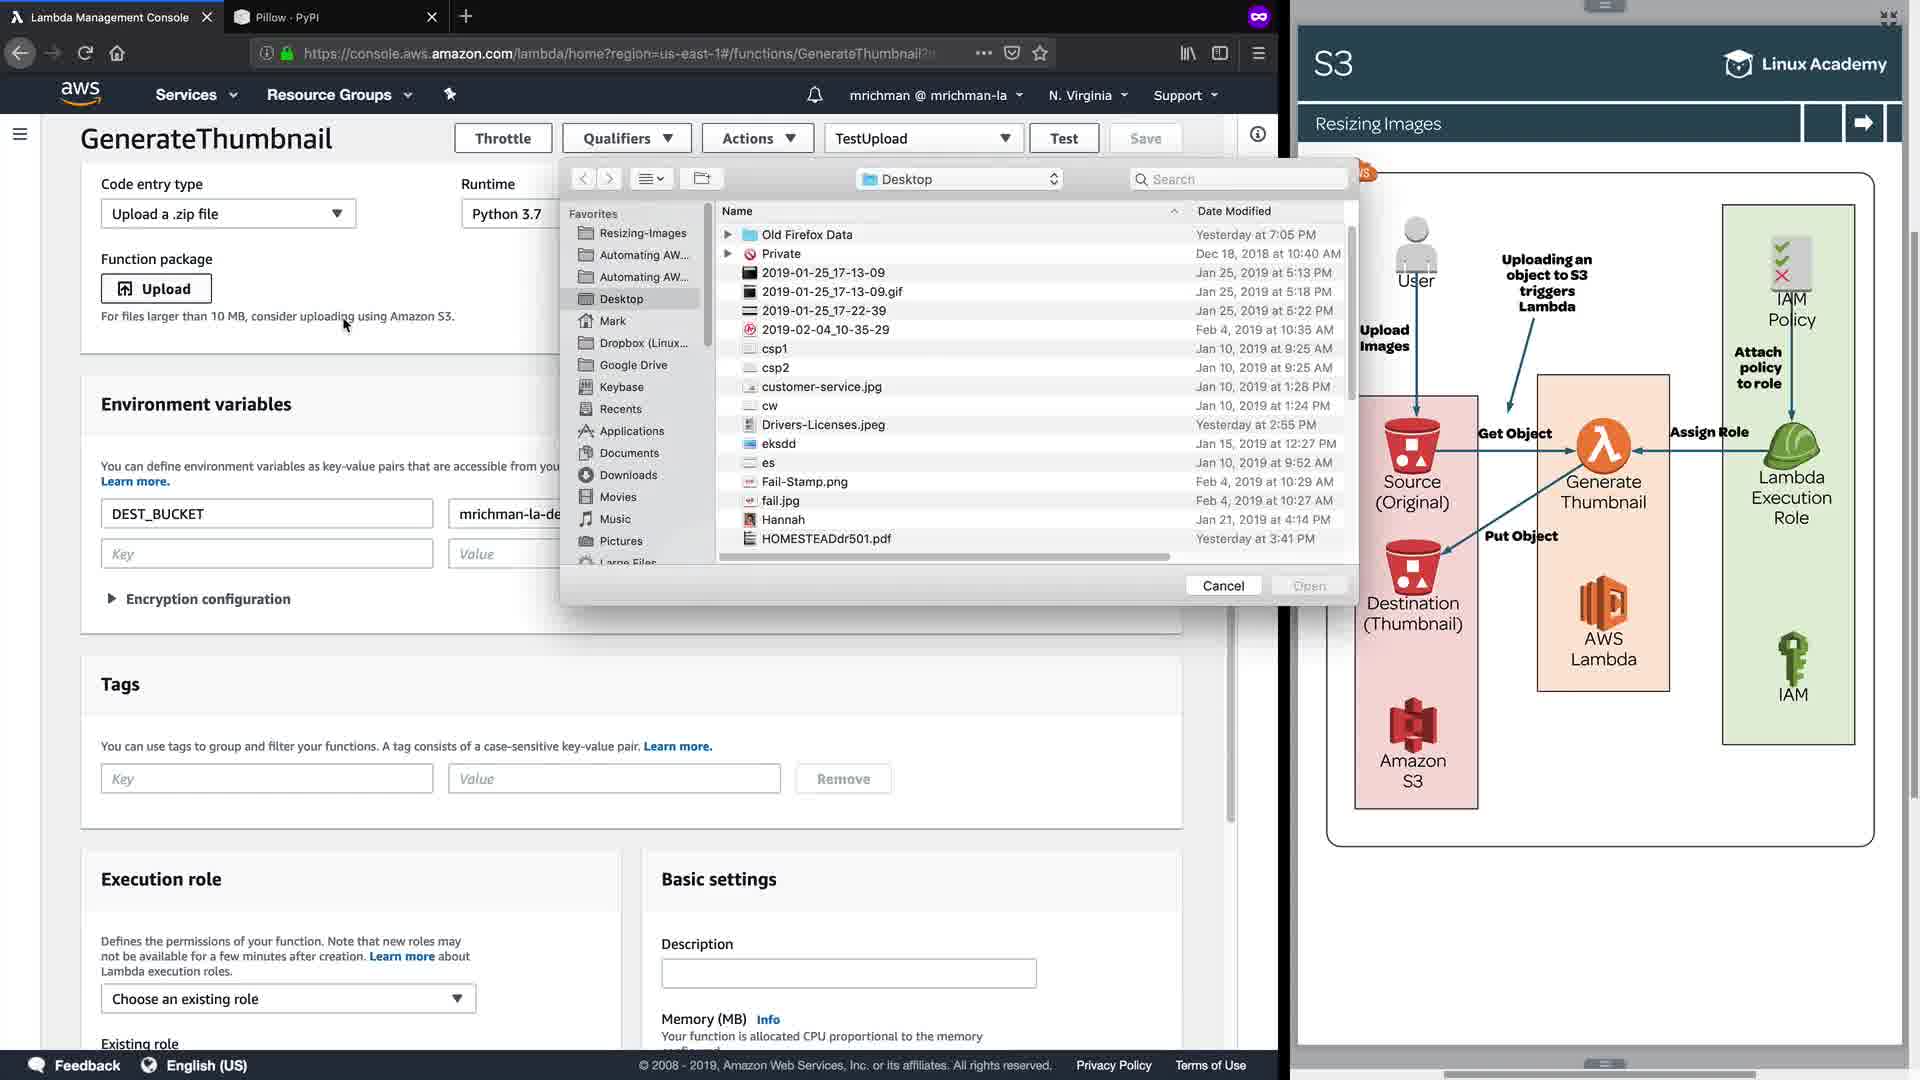 Lambda Management Console
Pillow · PyPI
https://console.aws.amazon.com/lambda/home?region=us-east-1#/functions/GenerateThumbnail?
aws
Services
Resource Groups
mrichman @ mrichman-la
N. Virginia
Support
GenerateThumbnail
Throttle
Qualifiers
Actions
TestUpload
Test
Save
Code entry type
Upload a .zip file
Runtime
Python 3.7
Function package
Upload
For files larger than 10 MB, consider uploading using Amazon S3.
Environment variables
You can define environment variables as key-value pairs that are accessible from you
Learn more.
DEST_BUCKET
mrichman-la-de
Key
Value
Encryption configuration
Tags
You can use tags to group and filter your functions. A tag consists of a case-sensitive key-value pair. Learn more.
Key
Value
Remove
Execution role
Defines the permissions of your function. Note that new roles may
not be available for a few minutes after creation. Learn more about
Lambda execution roles.
Choose an existing role
Existing role
Basic settings
Description
Memory (MB) Info
Your function is allocated CPU proportional to the memory
Feedback
English (US)
© 2008 - 2019, Amazon Web Services, Inc. or its affiliates. All rights reserved.
Privacy Policy
Terms of Use
Desktop
Search
Favorites
Resizing-Images
Automating AW...
Automating AW...
Desktop
Mark
Dropbox (Linux...
Google Drive
Keybase
Recents
Applications
Documents
Downloads
Movies
Music
Pictures
Large Files
Name
Date Modified
Old Firefox Data
Yesterday at 7:05 PM
Private
Dec 18, 2018 at 10:40 AM
2019-01-25_17-13-09
Jan 25, 2019 at 5:13 PM
2019-01-25_17-13-09.gif
Jan 25, 2019 at 5:18 PM
2019-01-25_17-22-39
Jan 25, 2019 at 5:22 PM
2019-02-04_10-35-29
Feb 4, 2019 at 10:35 AM
csp1
Jan 10, 2019 at 9:25 AM
csp2
Jan 10, 2019 at 9:25 AM
customer-service.jpg
Jan 10, 2019 at 1:28 PM
cw
Jan 10, 2019 at 1:24 PM
Drivers-Licenses.jpeg
Yesterday at 2:55 PM
eksdd
Jan 15, 2019 at 12:27 PM
es
Jan 10, 2019 at 9:52 AM
Fail-Stamp.png
Feb 4, 2019 at 10:29 AM
fail.jpg
Feb 4, 2019 at 10:27 AM
Hannah
Jan 21, 2019 at 4:14 PM
HOMESTEADdr501.pdf
Yesterday at 3:41 PM
Cancel
Open
S3
Linux Academy
Resizing Images
WS
User
Uploading an
object to S3
triggers
Lambda
Upload
Images
IAM
Policy
Attach
policy
to role
Get Object
Assign Role
Source
(Original)
Generate
Thumbnail
Lambda
Execution
Role
Put Object
Destination
(Thumbnail)
AWS
Lambda
IAM
Amazon
S3